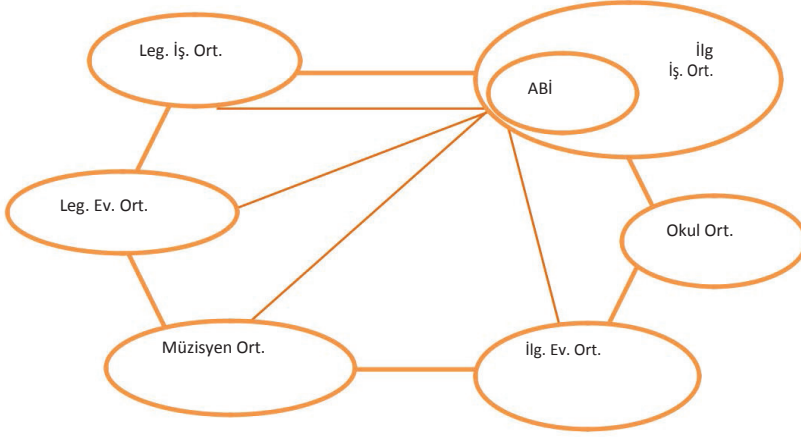 Leg. İş. Ort.
İlg
İş. Ort.
ABİ
Leg. Ev. Ort.
Okul Ort.
Müzisyen Ort.
İlg. Ev. Ort.